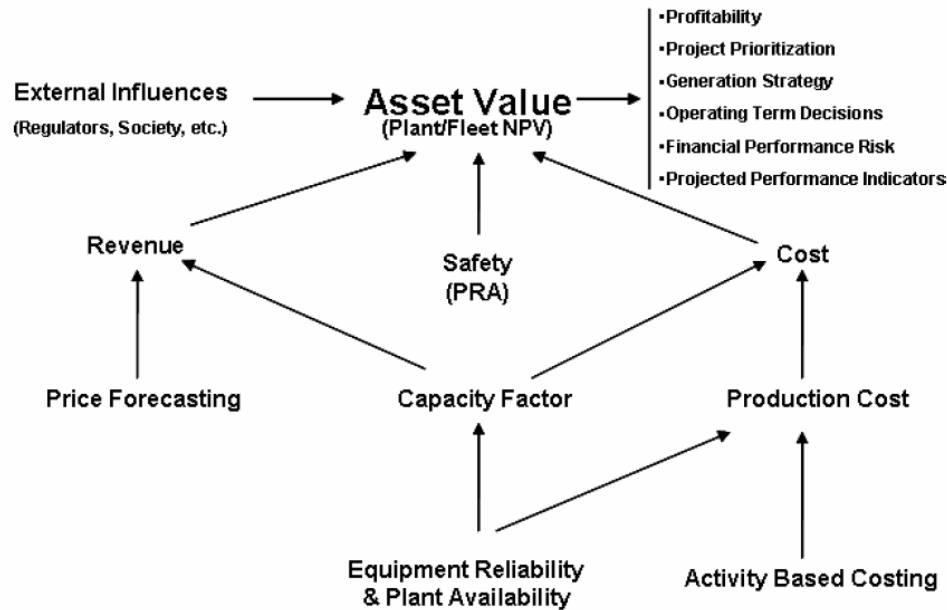 •Profitability
•Project Prioritization
•Generation Strategy
•Operating Term Decisions
•Financial Performance Risk
•Projected Performance Indicators
External Influences
(Regulators, Society, etc.)
Asset Value
(Plant/Fleet NPV)
Revenue
Safety
(PRA)
Cost
Price Forecasting
Capacity Factor
Production Cost
Equipment Reliability
& Plant Availability
Activity Based Costing